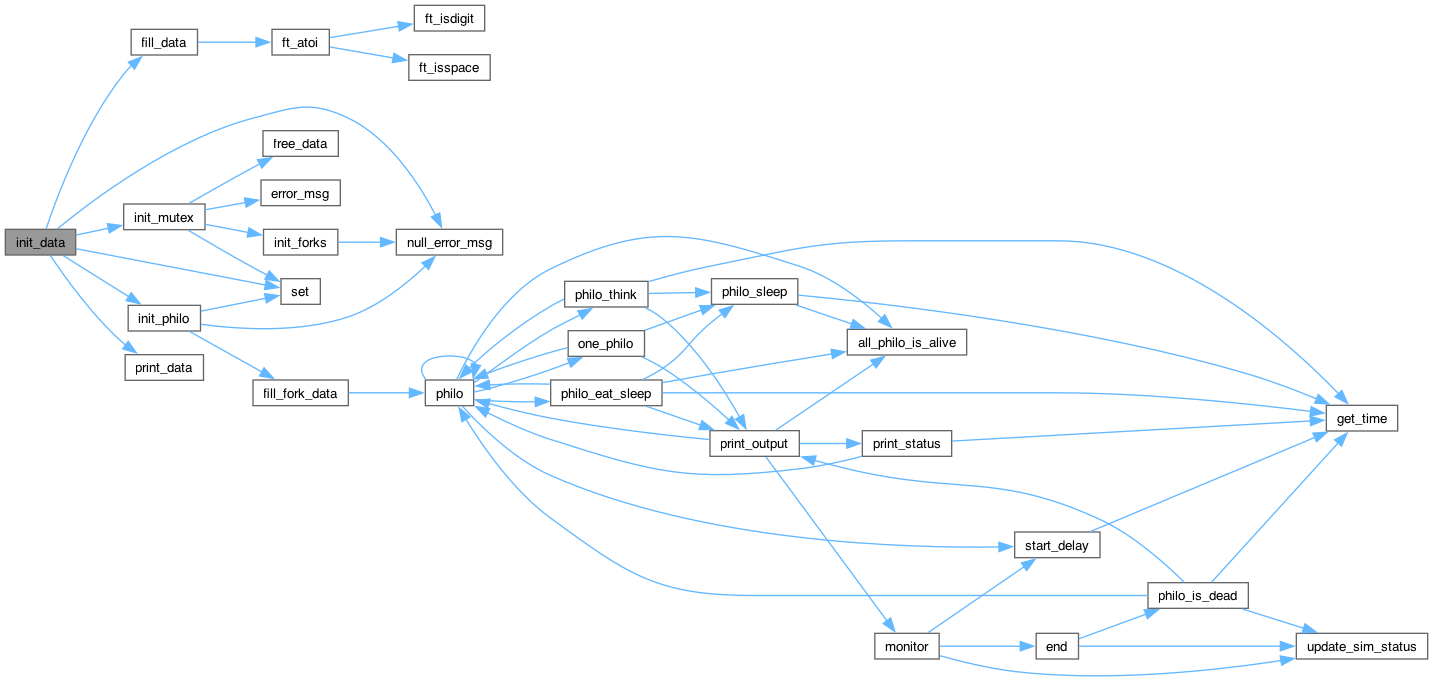 ft_isdigit
fill_data
ft_atoi
ft_isspace
free_data
error_msg
init_mutex
init_data
init_forks
null_error_msg
set
init_philo
print_data
fill_fork_data
philo
philo_think
philo_sleep
one_philo
all_philo_is_alive
philo_eat_sleep
get_time
print_output
print_status
start_delay
philo_is_dead
monitor
end
update_sim_status